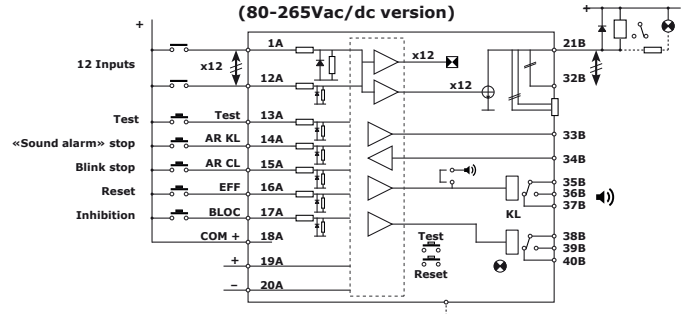 (80-265Vac/dc version)
+
+
1A
x12
21B
12 Inputs
x12
12A
x12
32B
Test
Test
13A
33B
«Sound alarm» stop
AR KL
14A
34B
Blink stop
AR CL
15A
35B
Reset
EFF
16A
36B
37B
KL
Inhibition
BLOC
17A
COM +
18A
Test
38B
39B
+
19A
Reset
40B
–
20A